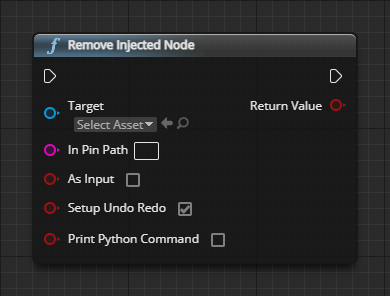 Remove Injected Node
Target
Return Value
Select Asset
In Pin Path
As Input
Setup Undo Redo
Print Python Command